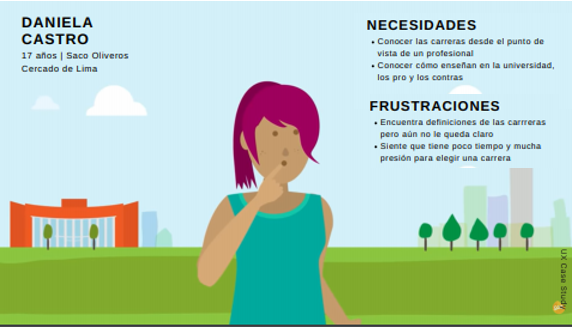 DANIELA
CASTRO
17 años | Saco Oliveros
Cercado de Lima
NECESIDADES
• Conocer las carreras desde el punto de
vista de un profesional
• Conocer cómo enseñan en la universidad,
los pro y los contras
FRUSTRACIONES
• Encuentra definiciones de las carrreras
pero aún no le queda claro
• Siente que tiene poco tiempo y mucha
presión para elegir una carrera
UX Case Study